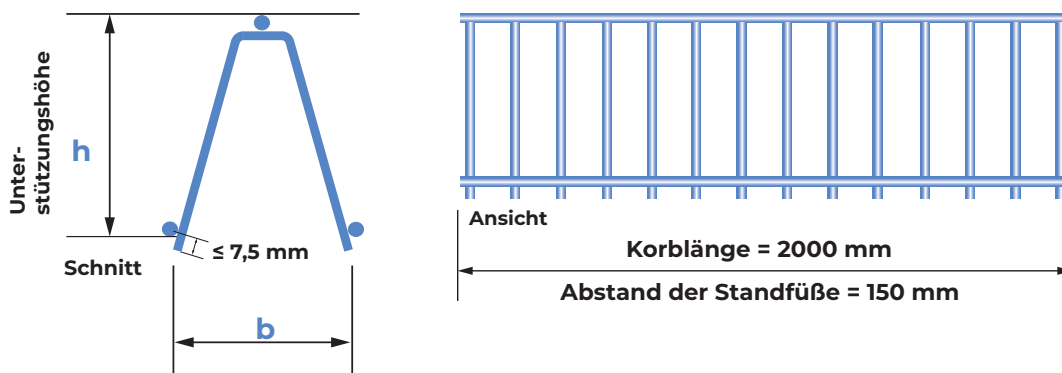 Unter-
stützungshöhe
h
≤ 7,5 mm
Schnitt
b
Ansicht
Korblänge = 2000 mm
Abstand der Standfüße = 150 mm